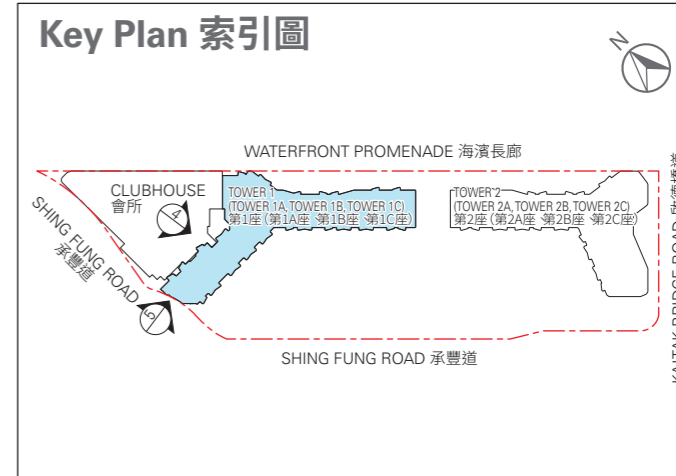 Key Plan 索引圖
N
WATERFRONT PROMENADE 海濱長廊
CLUBHOUSE
會所
4
TOWER 1
(TOWER 1A, TOWER 1B, TOWER 1C)
第1座 (第1A座、第1B座、第1C座)
TOWER 2
(TOWER 2A, TOWER 2B, TOWER 2C)
第2座 (第2A座、第2B座、第2C座)
SHING FUNG ROAD
承豐道
5
SHING FUNG ROAD 承豐道
KAITAK BRIDGE ROAD